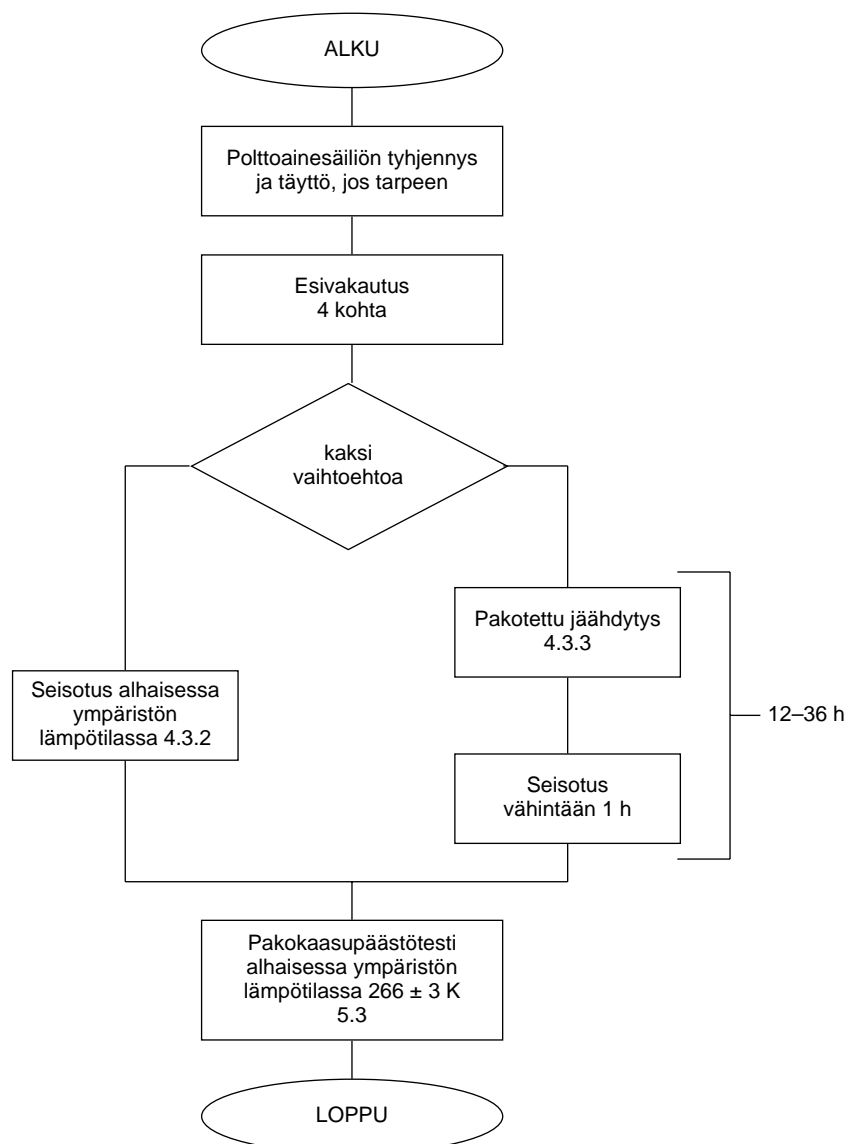 ALKU
Polttoainesäiliön tyhjennys
ja täyttö, jos tarpeen
Esivakautus
4 kohta
kaksi
vaihtoehtoa
Pakotettu jäähdytys
4.3.3
Seisotus alhaisessa
ympäristön
lämpötilassa 4.3.2
12–36 h
Seisotus
vähintään 1 h
Pakokaasupäästötesti
alhaisessa ympäristön
lämpötilassa 266 ± 3 K
5.3
LOPPU